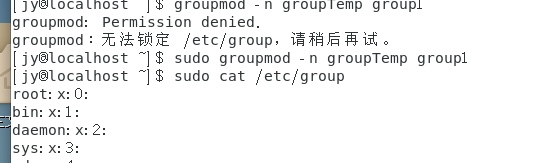 [jy@localhost ~]$ groupmod -n groupTemp group1
groupmod: Permission denied.
groupmod：无法锁定 /etc/group，请稍后再试。
[jy@localhost ~]$ sudo groupmod -n groupTemp group1
[jy@localhost ~]$ sudo cat /etc/group
root:x:0:
bin:x:1:
daemon:x:2:
sys:x:3: